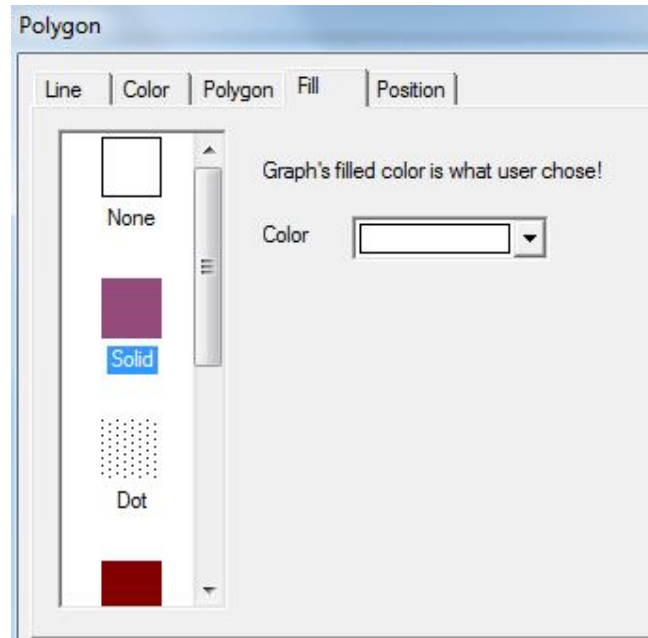 Polygon
Line Color Polygon Fill Position
None
Solid
Dot
Graph's filled color is what user chose!
Color